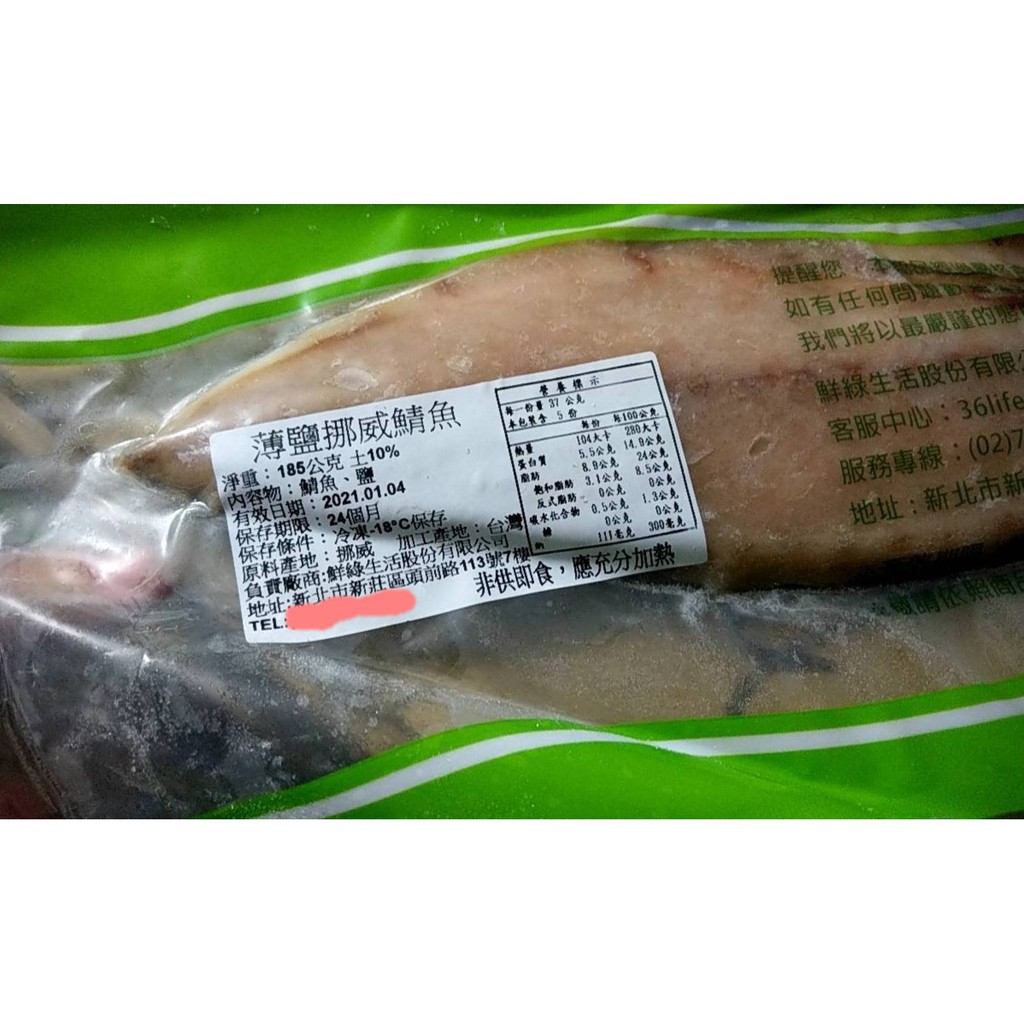 薄鹽挪威鯖魚
淨重：185公克 ±10%
內容物：鯖魚、鹽
有效日期：2021.01.04
保存期限：24個月
保存條件：冷凍-18°C保存
原料產地：挪威 加工產地：台灣
負責廠商:鮮綠生活股份有限公司
地址:新北市新莊區頭前路113號7樓
TEL:
非供即食，應充分加熱
營養標示
每一份量 37 公克
本包裝含 5 份
每份 每100公克
熱量 104大卡 280大卡
蛋白質 5.5公克 14.9公克
脂肪 8.9公克 24公克
飽和脂肪 3.1公克 8.5公克
反式脂肪 0公克 0公克
碳水化合物 0.5公克 1.3公克
糖 0公克 0公克
鈉 111毫克 300毫克
提醒您
如有任何問題
我們將以最嚴謹的態
鮮綠生活股份有限
客服中心：36life
服務專線：(02)7
地址：新北市新